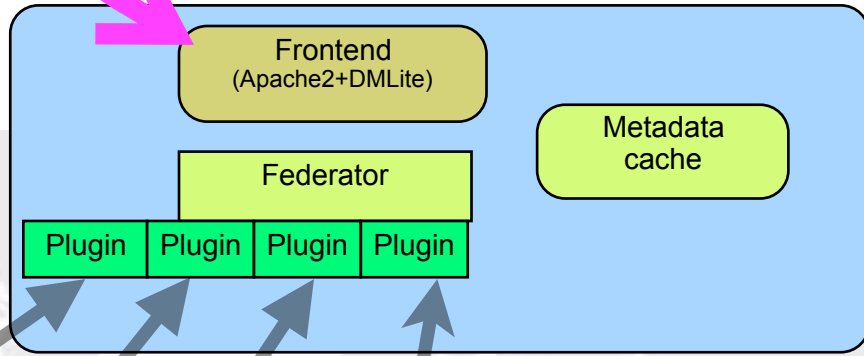 Frontend
(Apache2+DMLite)
Metadata
cache
Federator
Plugin Plugin Plugin Plugin